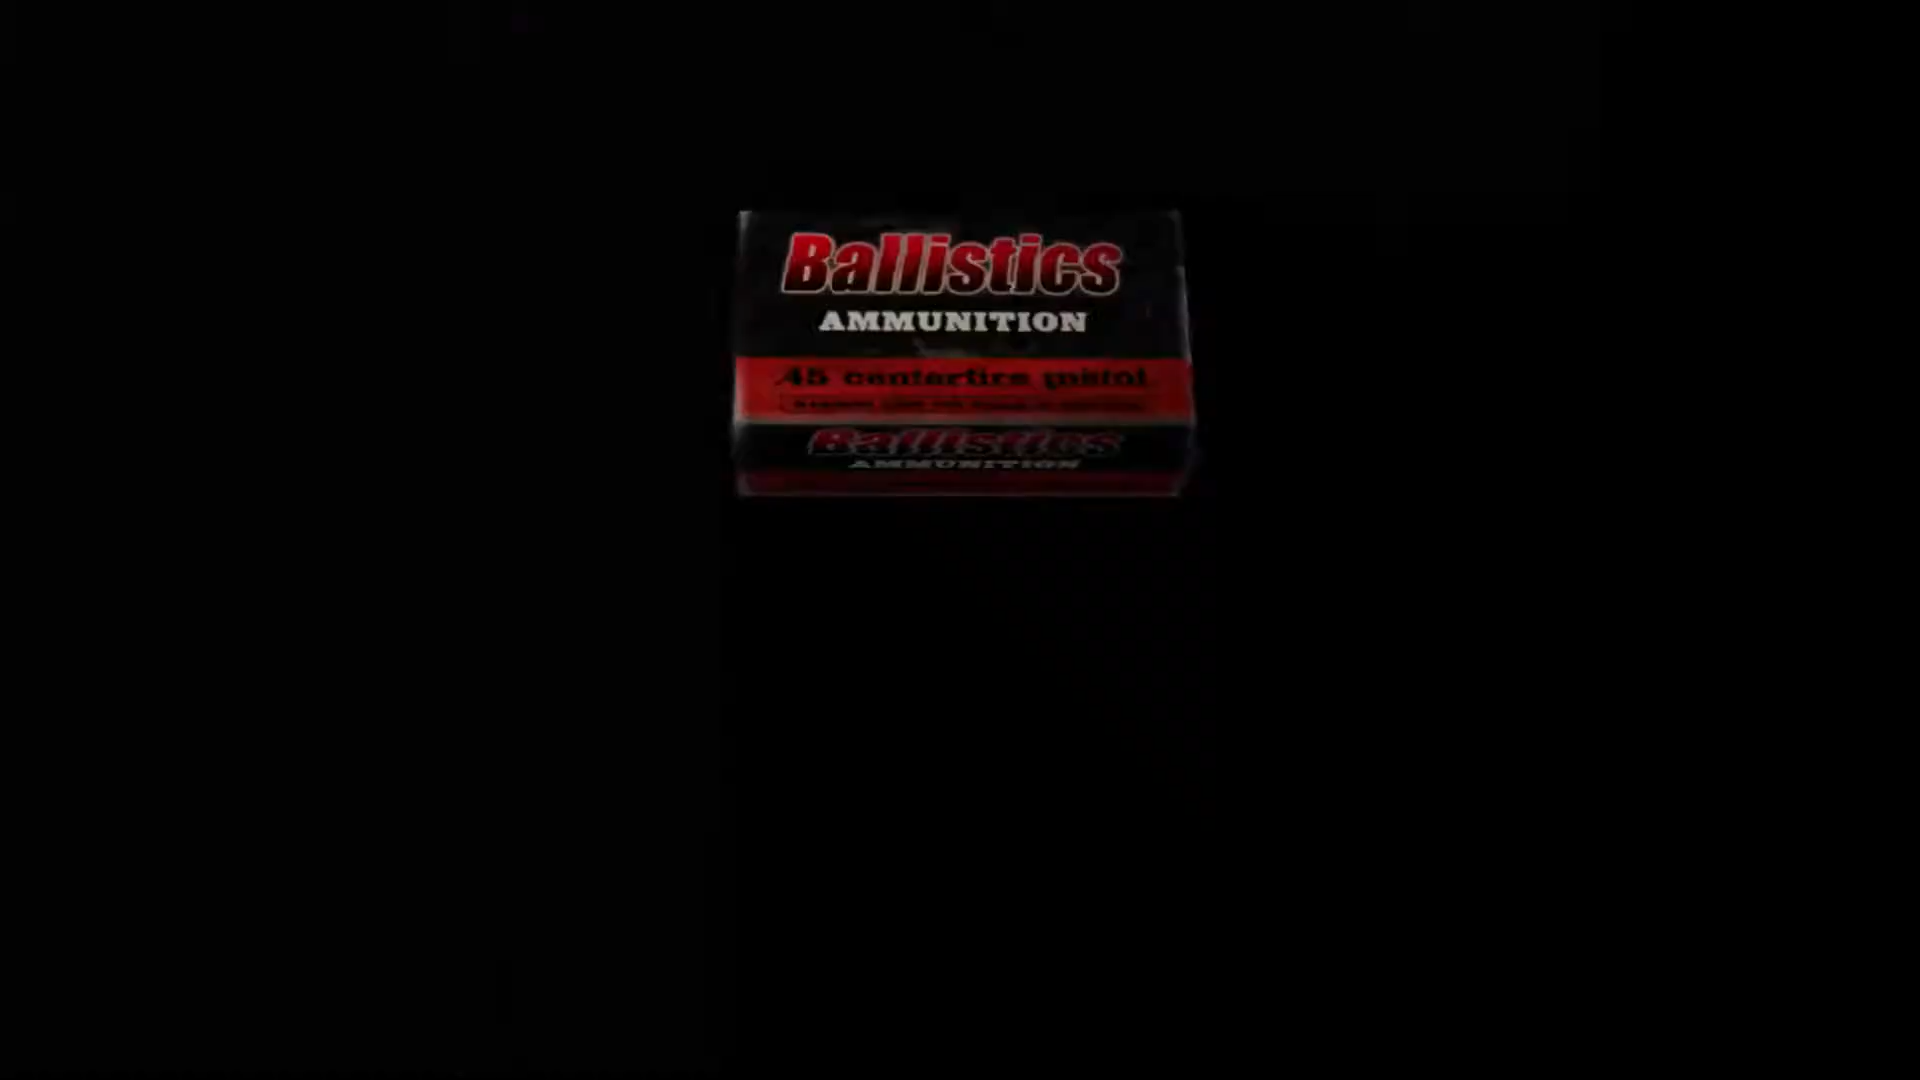 Ballistics
AMMUNITION
.45 centerfire pistol
Ballistics
AMMUNITION